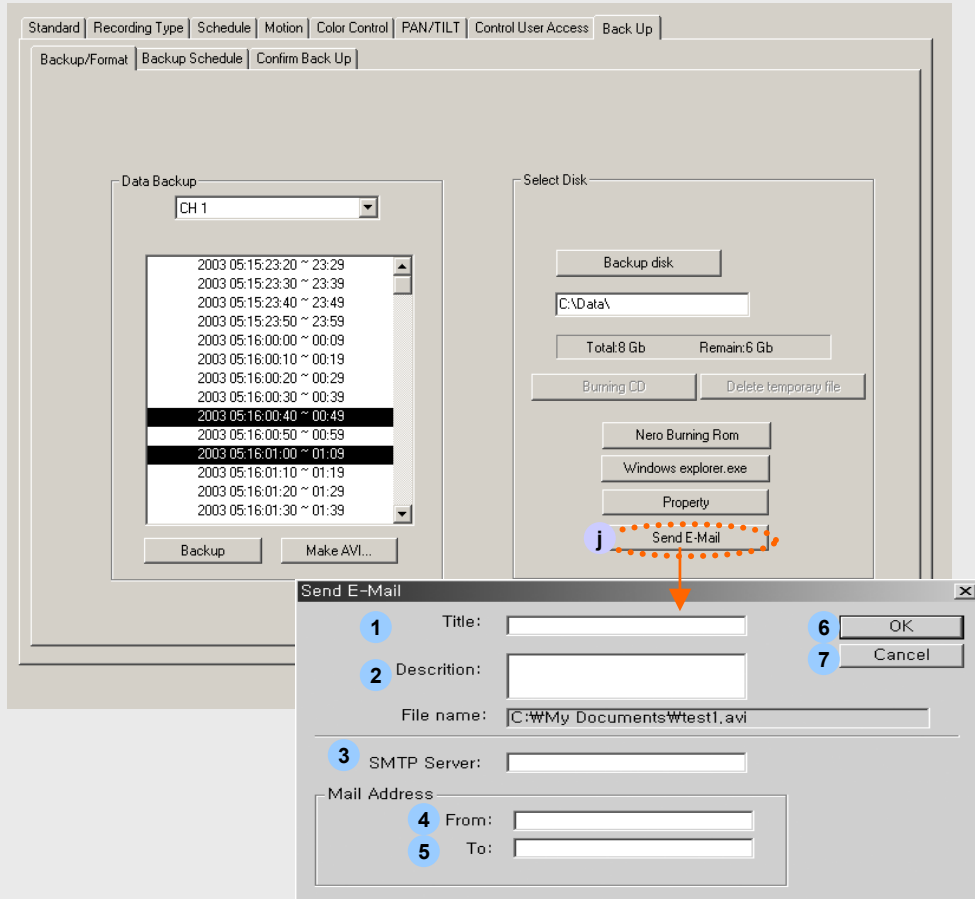 Standard Recording Type Schedule Motion Color Control PAN/TILT Control User Access Back Up
Backup/Format Backup Schedule Confirm Back Up
Data Backup
CH 1
2003 05:15:23:20 ~ 23:29
2003 05:15:23:30 ~ 23:39
2003 05:15:23:40 ~ 23:49
2003 05:15:23:50 ~ 23:59
2003 05:16:00:00 ~ 00:09
2003 05:16:00:10 ~ 00:19
2003 05:16:00:20 ~ 00:29
2003 05:16:00:30 ~ 00:39
2003 05:16:00:40 ~ 00:49
2003 05:16:00:50 ~ 00:59
2003 05:16:01:00 ~ 01:09
2003 05:16:01:10 ~ 01:19
2003 05:16:01:20 ~ 01:29
2003 05:16:01:30 ~ 01:39
Backup Make AVI...
Select Disk
Backup disk
C:\Data\
Total:8 Gb Remain:6 Gb
Burning CD Delete temporary file
Nero Burning Rom
Windows explorer.exe
Property
j Send E-Mail
Send E-Mail
1 Title:
2 Descrition:
File name: C:₩My Documents₩test1.avi
3 SMTP Server:
Mail Address
4 From:
5 To:
6 OK
7 Cancel